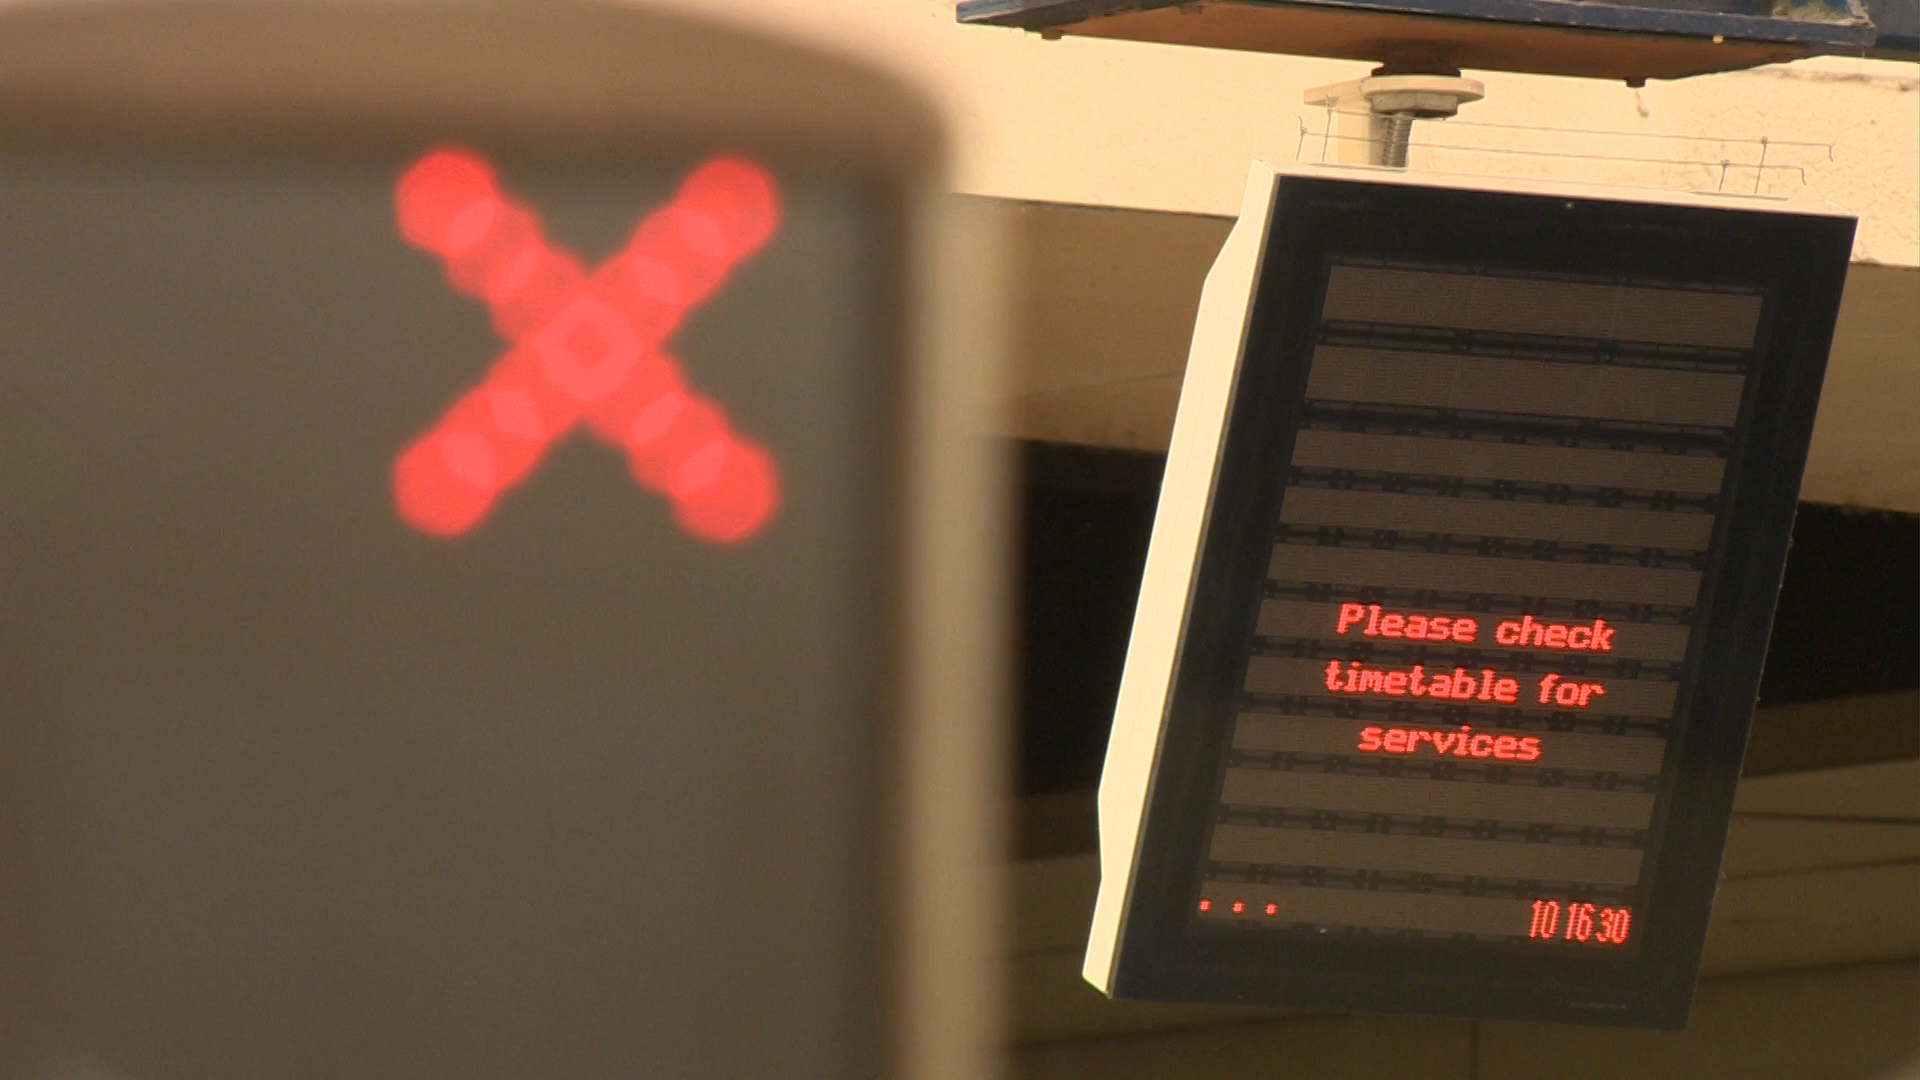 Please check
timetable for
services
. . . 10 16 30